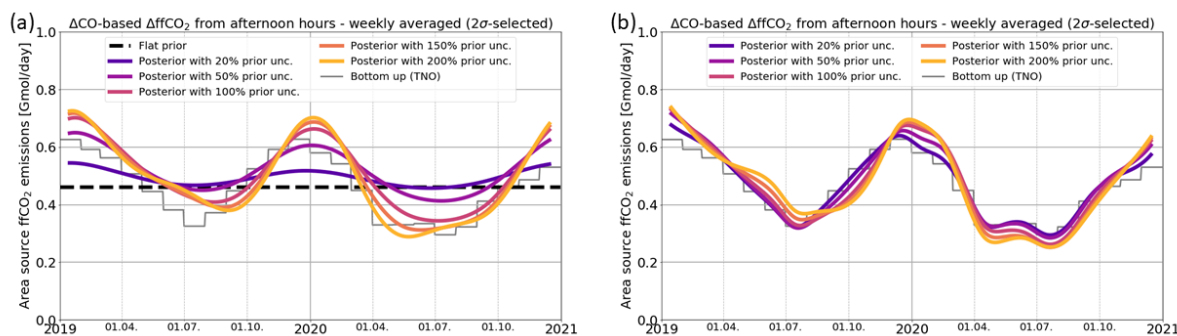 (a)
ΔCO-based ΔffCO₂ from afternoon hours - weekly averaged (2σ-selected)
Area source ffCO₂ emissions [Gmol/day]
1.0
0.8
0.6
0.4
0.2
0.0
Flat prior
Posterior with 20% prior unc.
Posterior with 50% prior unc.
Posterior with 100% prior unc.
Posterior with 150% prior unc.
Posterior with 200% prior unc.
Bottom up (TNO)
2019
01.04.
01.07.
01.10.
2020
01.04.
01.07.
01.10.
2021
(b)
ΔCO-based ΔffCO₂ from afternoon hours - weekly averaged (2σ-selected)
Area source ffCO₂ emissions [Gmol/day]
1.0
0.8
0.6
0.4
0.2
0.0
Posterior with 20% prior unc.
Posterior with 50% prior unc.
Posterior with 100% prior unc.
Posterior with 150% prior unc.
Posterior with 200% prior unc.
Bottom up (TNO)
2019
01.04.
01.07.
01.10.
2020
01.04.
01.07.
01.10.
2021